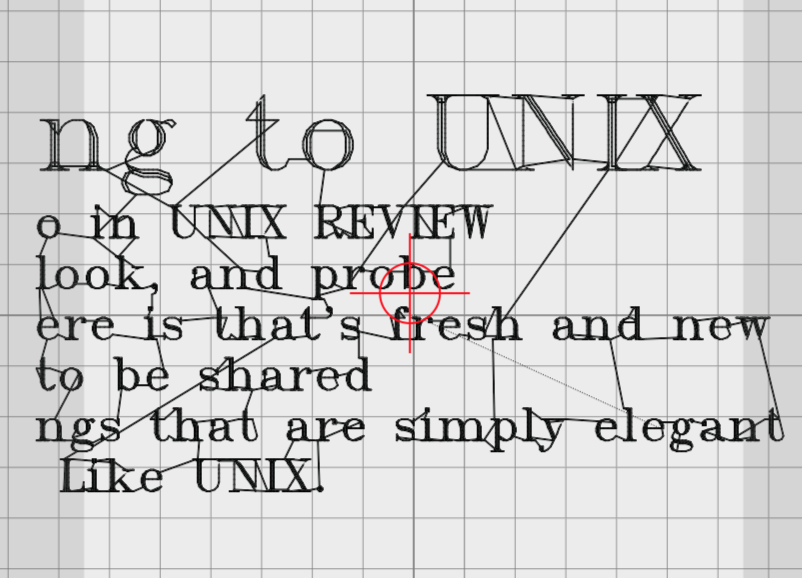 ng to UNIX
o in UNIX REVIEW
look, and probe
ere is that's fresh and new
to be shared
ngs that are simply elegant
Like UNIX.